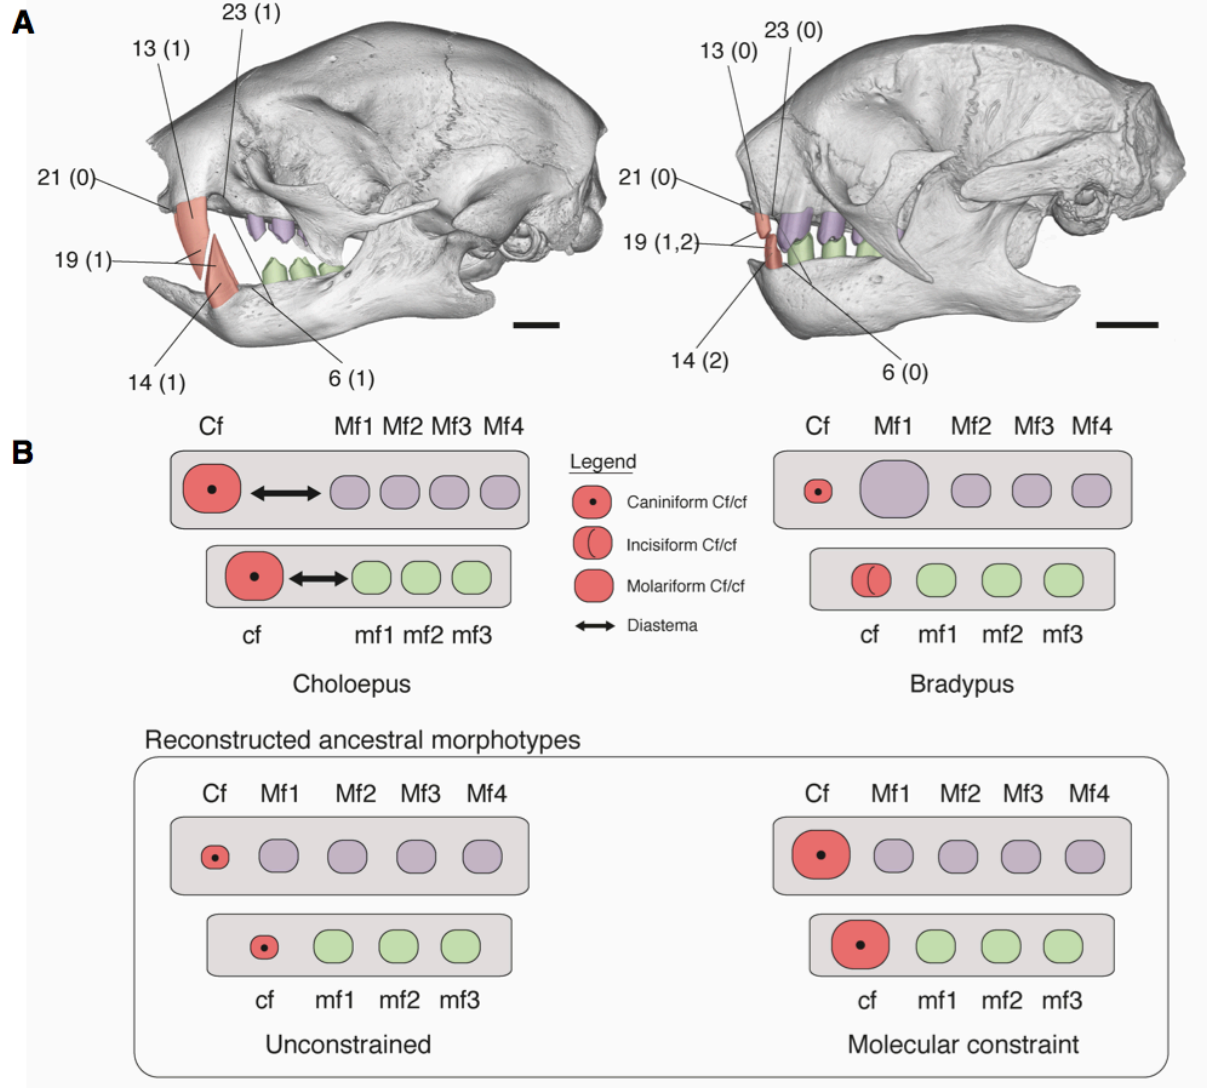 A
23 (1)
13 (1)
21 (0)
19 (1)
14 (1)
6 (1)
23 (0)
13 (0)
21 (0)
19 (1,2)
14 (2)
6 (0)
B
Cf Mf1 Mf2 Mf3 Mf4
cf mf1 mf2 mf3
Choloepus
Legend
Caniniform Cf/cf
Incisiform Cf/cf
Molariform Cf/cf
Diastema
Cf Mf1 Mf2 Mf3 Mf4
cf mf1 mf2 mf3
Bradypus
Reconstructed ancestral morphotypes
Cf Mf1 Mf2 Mf3 Mf4
cf mf1 mf2 mf3
Unconstrained
Cf Mf1 Mf2 Mf3 Mf4
cf mf1 mf2 mf3
Molecular constraint